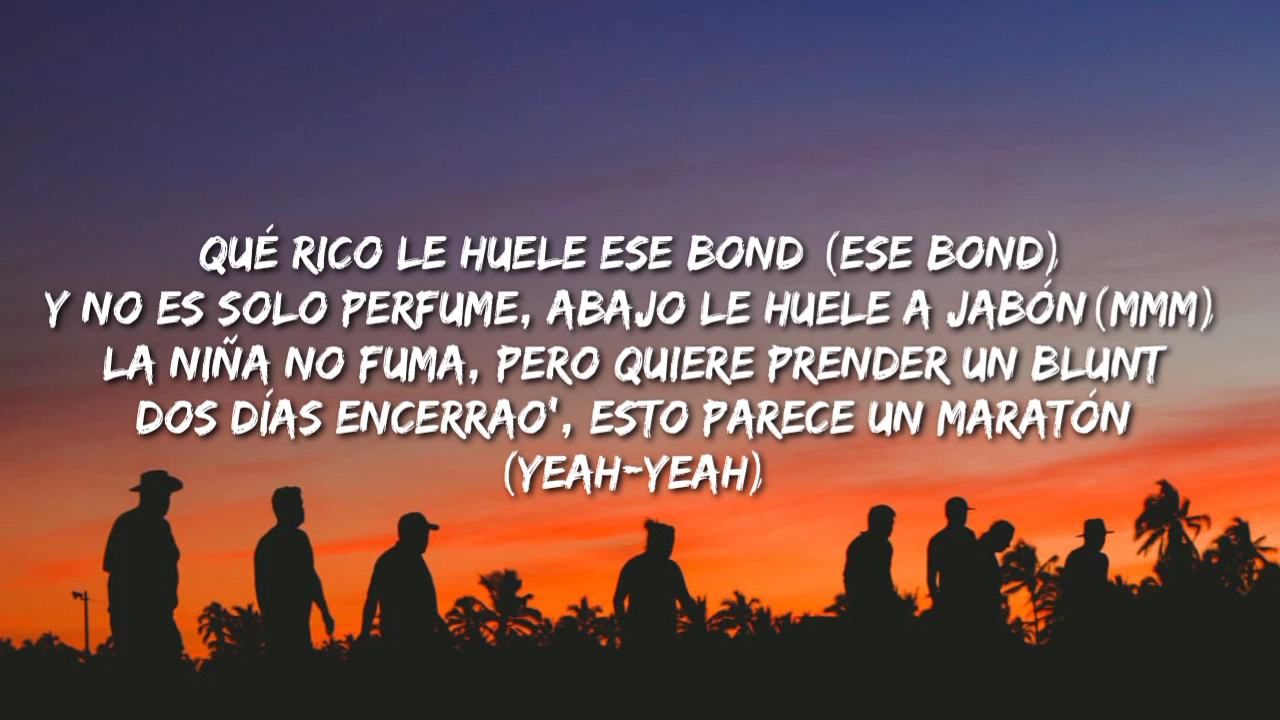 QUÉ RICO LE HUELE ESE BOND (ESE BOND)
Y NO ES SOLO PERFUME, ABAJO LE HUELE A JABÓN (MMM)
LA NIÑA NO FUMA, PERO QUIERE PRENDER UN BLUNT
DOS DÍAS ENCERRAO', ESTO PARECE UN MARATÓN
(YEAH-YEAH)